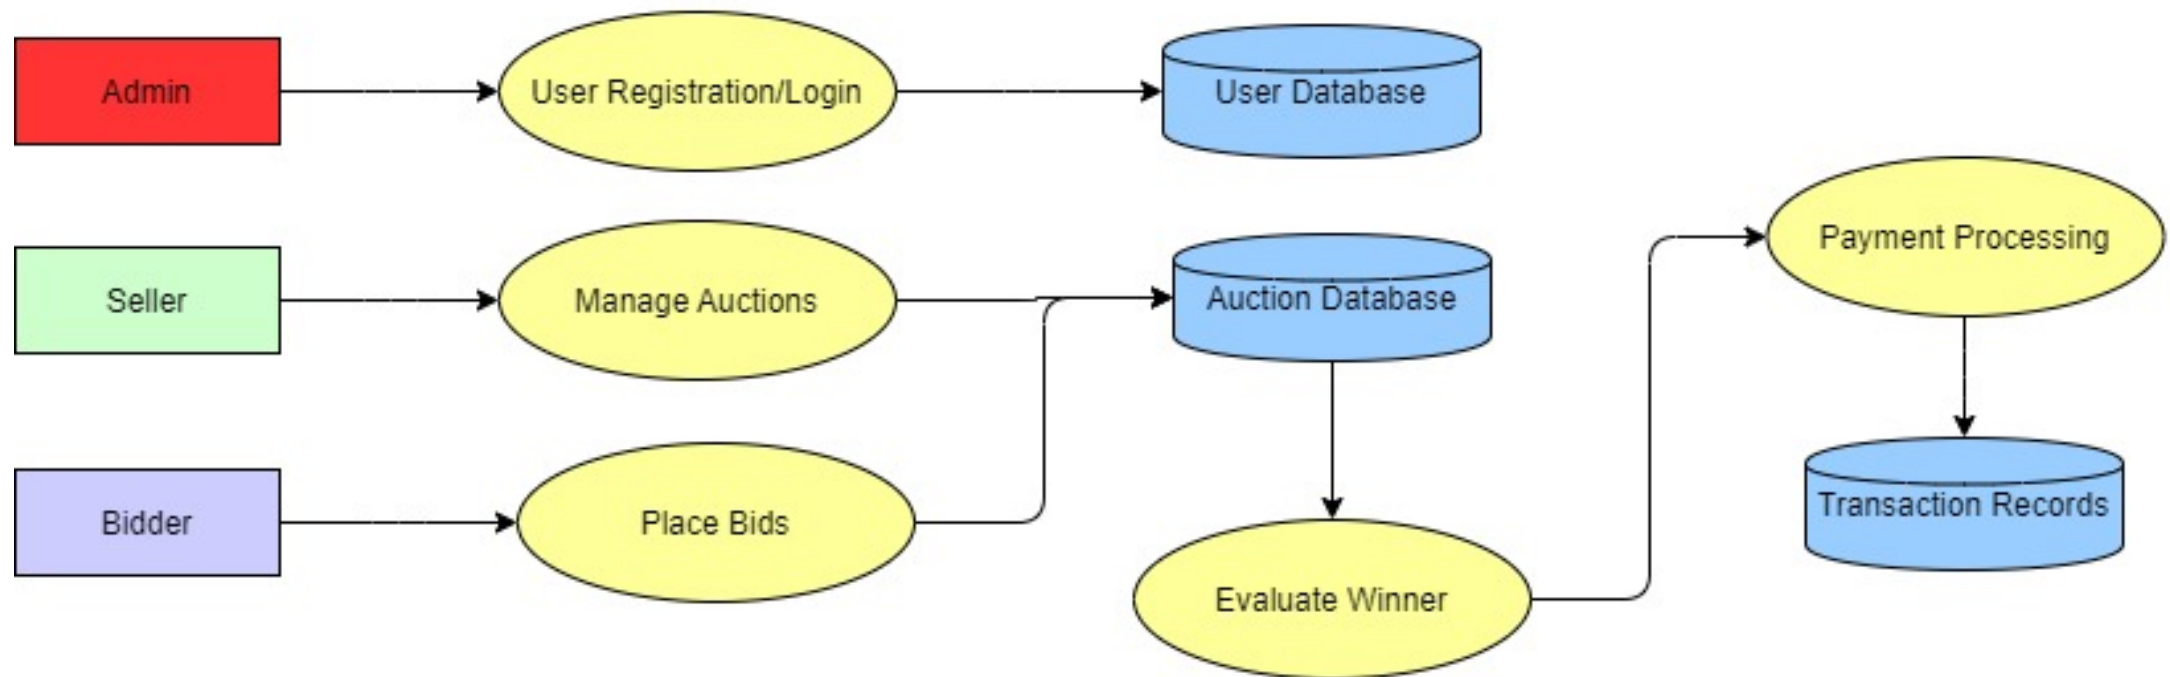 Admin
User Registration/Login
User Database
Seller
Manage Auctions
Auction Database
Payment Processing
Bidder
Place Bids
Evaluate Winner
Transaction Records